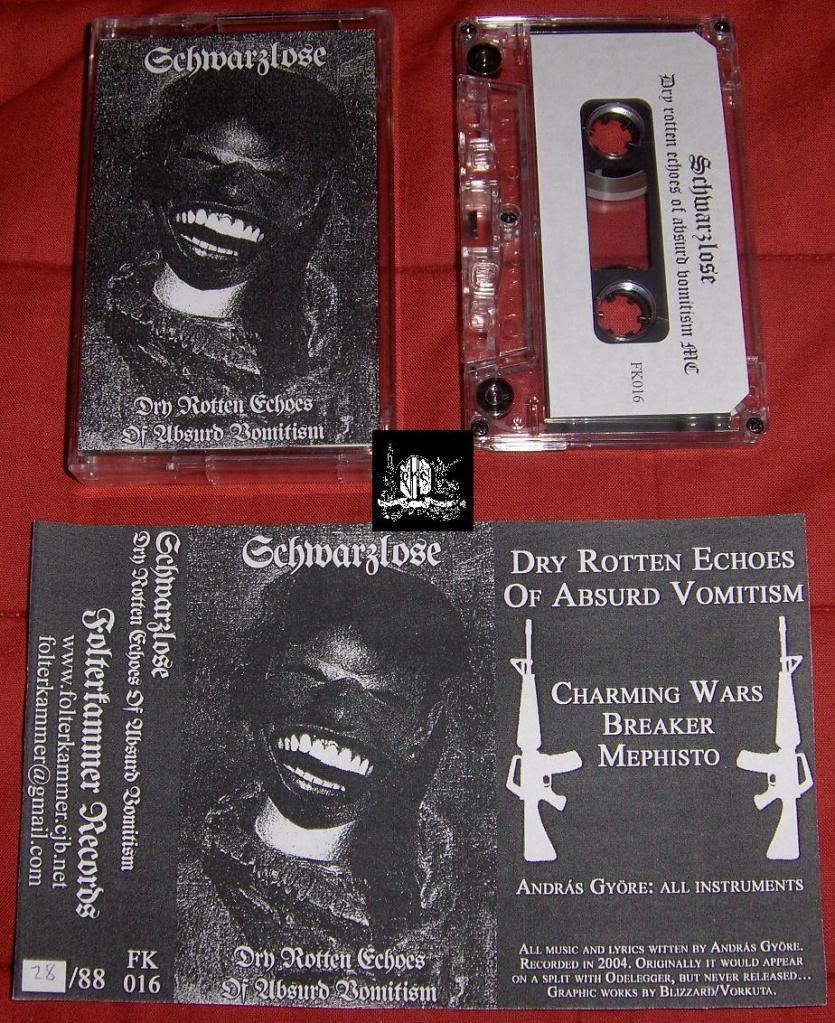 Schwarzlose
Dry Rotten Echoes
Of Absurd Vomitism
Schwarzlose
Dry rotten echoes of absurd vomitism MC
FK016
Schwarzlose
Dry Rotten Echoes Of Absurd Vomitism
Folterkammer Records
www.folterkammer.cjb.net
folterkammer@gmail.com
28/88
FK
016
Schwarzlose
Dry Rotten Echoes
Of Absurd Vomitism
Dry Rotten Echoes
Of Absurd Vomitism
Charming Wars
Breaker
Mephisto
András Györe: all instruments
All music and lyrics witten by András Györe.
Recorded in 2004. Originally it would appear
on a split with Odelegger, but never released...
Graphic works by Blizzard/Vorkuta.